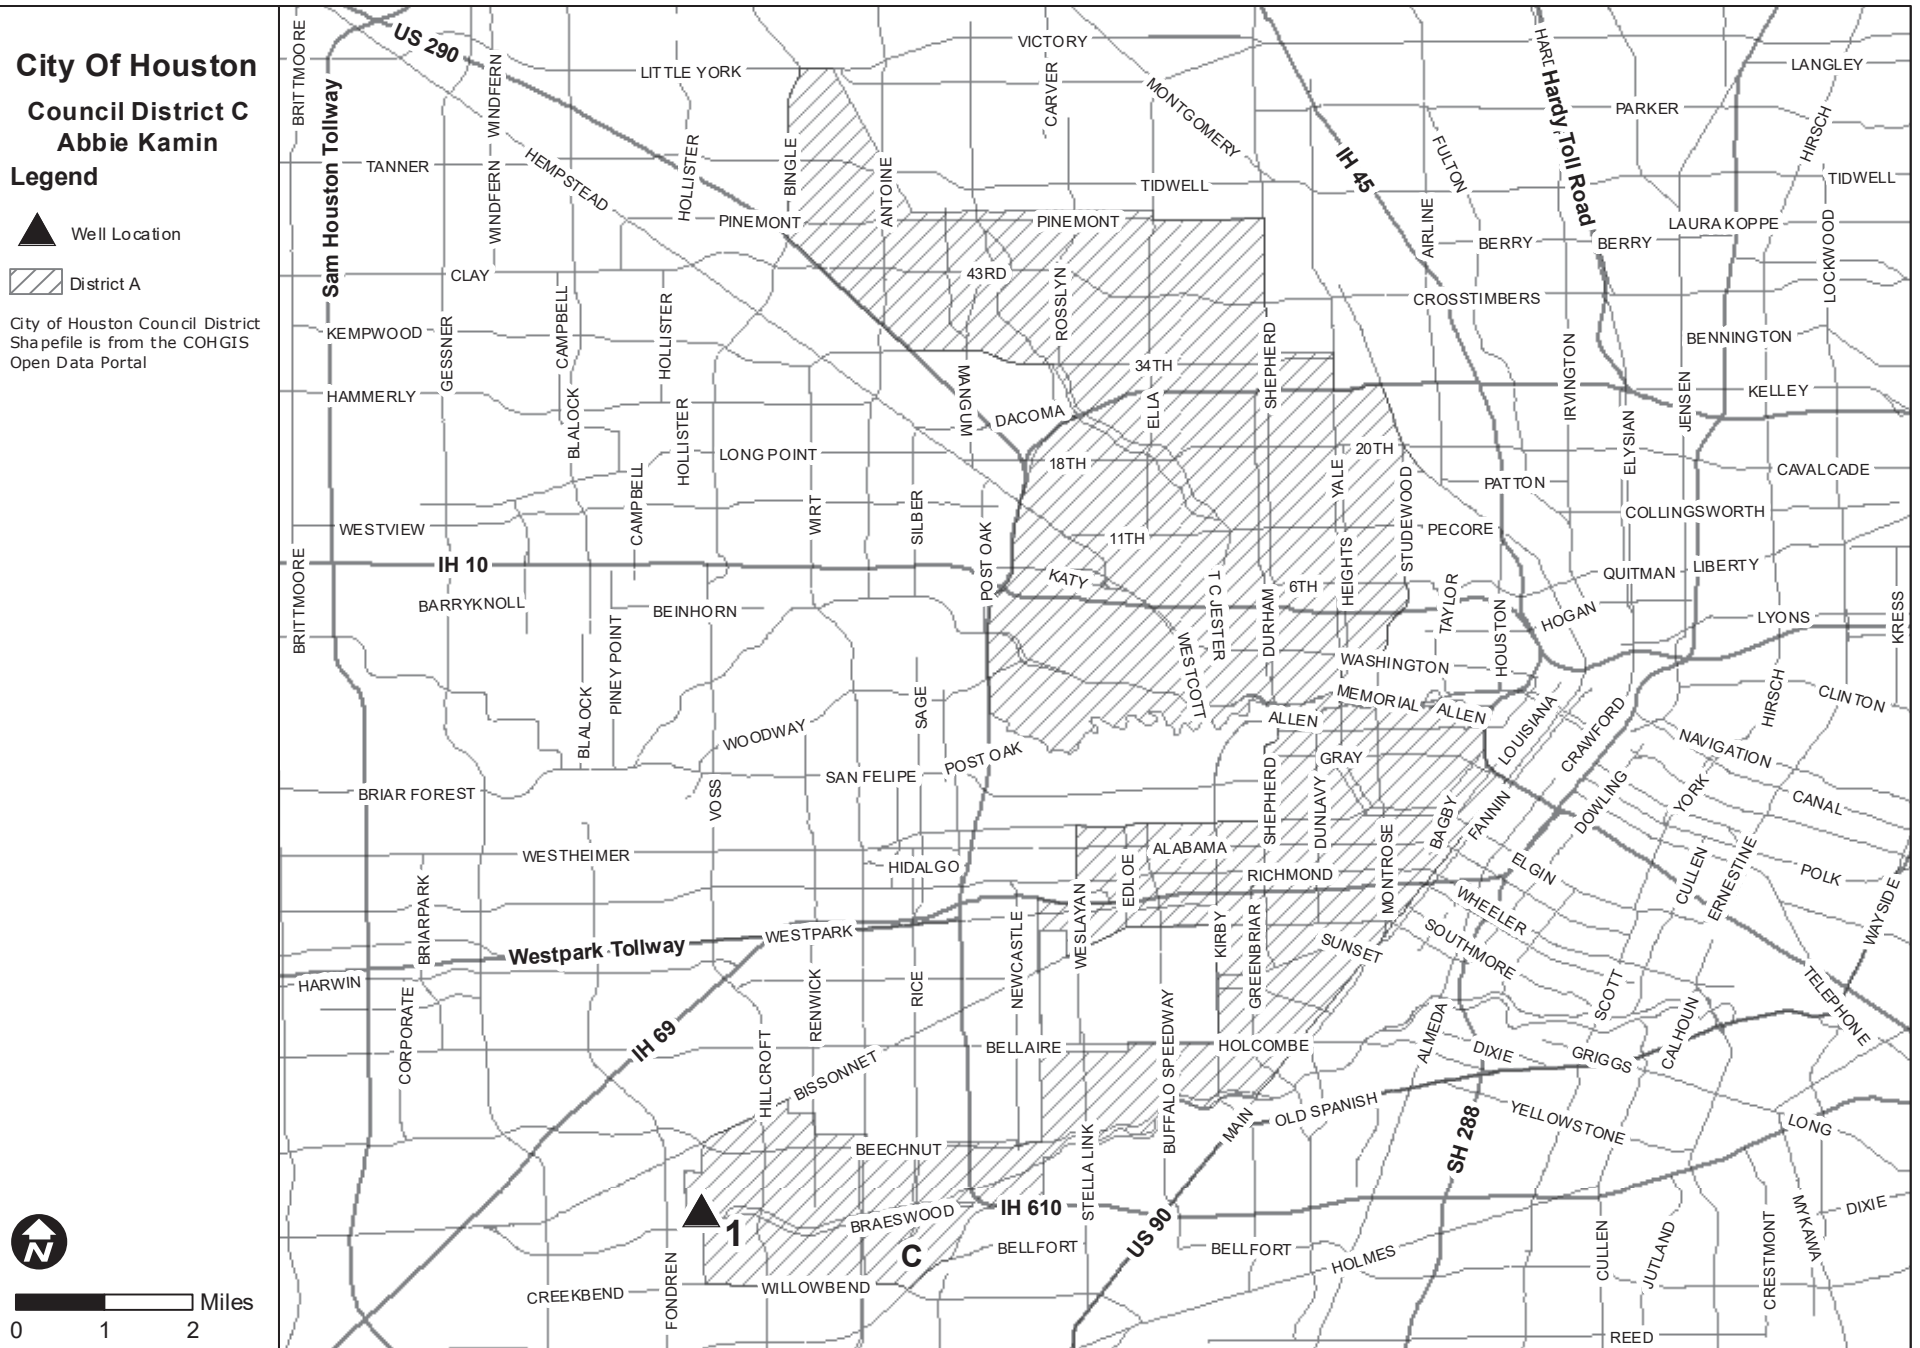 City Of Houston
Council District C
Abbie Kamin
Legend
Well Location
District A
City of Houston Council District
Shapefile is from the COHGIS
Open Data Portal
N
Miles
0 1 2
US 290
VICTORY
LITTLE YORK
LANGLEY
BRITTMOORE
WINDFERN
CARVER
MONTGOMERY
HARDY
Hardy Toll Road
PARKER
HIRSCH
Sam Houston Tollway
TANNER
HEMPSTEAD
HOLLISTER
BINGLE
ANTOINE
IH 45
FULTON
TIDWELL
TIDWELL
WINDFERN
WINDFERN
PINEMONT
PINEMONT
AIRLINE
BERRY
BERRY
LAURA KOPPE
LOCKWOOD
CLAY
43RD
ROSSLYN
CROSSTIMBERS
KEMPWOOD
GESSNER
CAMPBELL
HOLLISTER
SHEPHERD
IRVINGTON
BENNINGTON
HAMMERLY
BLALOCK
HOLLISTER
MANGUM
34TH
ELLA
DACOMA
ELYSIAN
JENSEN
KELLEY
LONG POINT
18TH
20TH
CAVALCADE
CAMPBELL
WIRT
SILBER
POST OAK
YALE
STUDEWOOD
PATTON
COLLINGSWORTH
WESTVIEW
11TH
PECORE
IH 10
BRITTMOORE
KATY
T C JESTER
6TH
HEIGHTS
DURHAM
TAYLOR
HOUSTON
QUITMAN
LIBERTY
BARRYKNOLL
BEINHORN
HOGAN
LYONS
KRESS
PINEY POINT
BLALOCK
WESTCOTT
WASHINGTON
MEMORIAL
CLINTON
HIRSCH
SAGE
ALLEN
ALLEN
LOUISIANA
CRAWFORD
WOODWAY
POST OAK
SAN FELIPE
GRAY
NAVIGATION
BRIAR FOREST
VOSS
SHEPHERD
DUNLAVY
MONTROSE
BAGBY
FANNIN
DOWLING
YORK
CANAL
WESTHEIMER
HIDALGO
ALABAMA
EDLOE
RICHMOND
ELGIN
CULLEN
ERNESTINE
POLK
WAYSIDE
BRIARPARK
WESLAYAN
NEWCASTLE
KIRBY
GREENBRIAR
WHEELER
SOUTHMORE
SUNSET
Westpark Tollway
WESTPARK
HARWIN
CORPORATE
RENWICK
RICE
BUFFALO SPEEDWAY
SCOTT
CALHOUN
TELEPHONE
IH 69
HILLCROFT
BISSONNET
BELLAIRE
HOLCOMBE
ALMEDA
DIXIE
GRIGGS
BEECHNUT
STELLA LINK
MAIN
OLD SPANISH
SH 288
YELLOWSTONE
LONG
1
BRAESWOOD
C
IH 610
BELLFORT
US 90
BELLFORT
HOLMES
CULLEN
JUTLAND
CRESTMONT
MYKAWA
DIXIE
CREEKBEND
FONDREN
WILLOWBEND
REED